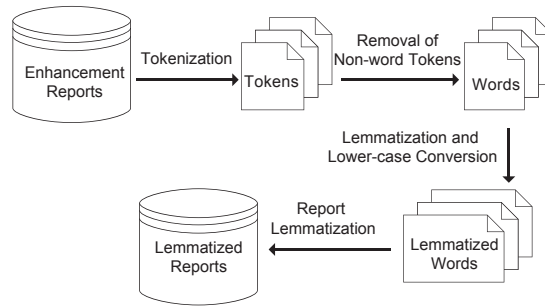 Enhancement
Reports
Tokenization
Tokens
Removal of
Non-word Tokens
Words
Lemmatization and
Lower-case Conversion
Lemmatized
Words
Report
Lemmatization
Lemmatized
Reports